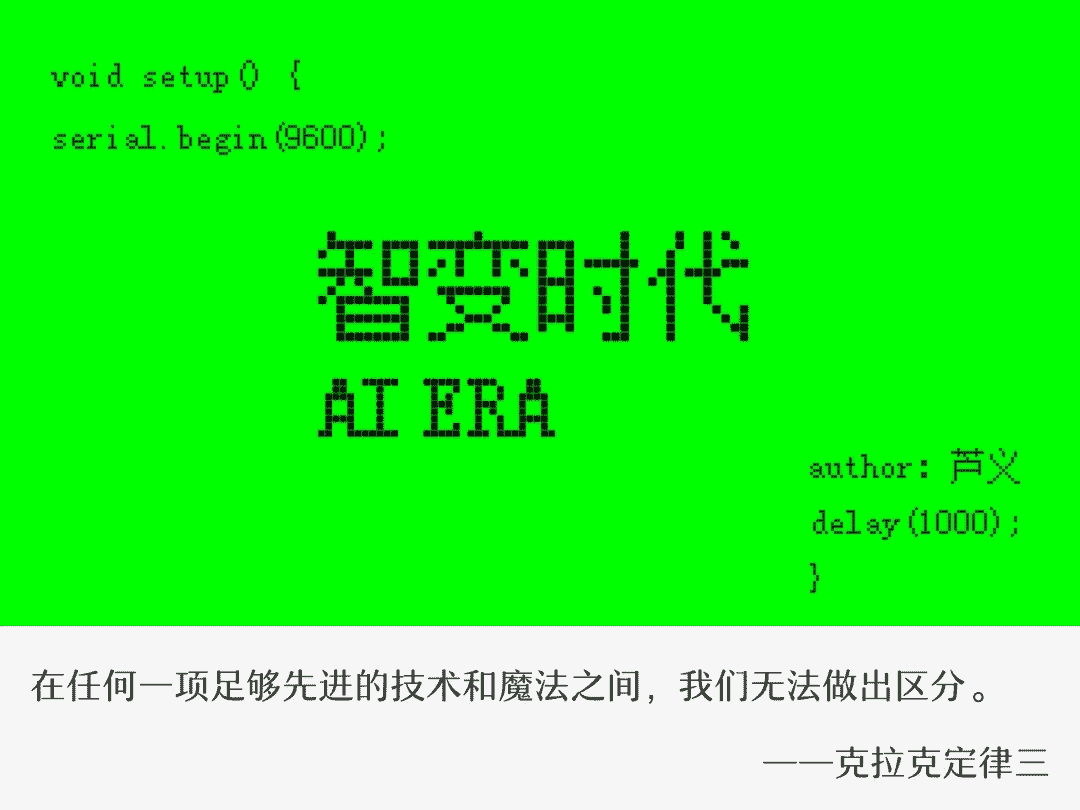 void setup() {
serial.begin(9600);
智变时代
AI ERA
author: 芦义
delay(1000);
}
在任何一项足够先进的技术和魔法之间，我们无法做出区分。
——克拉克定律三